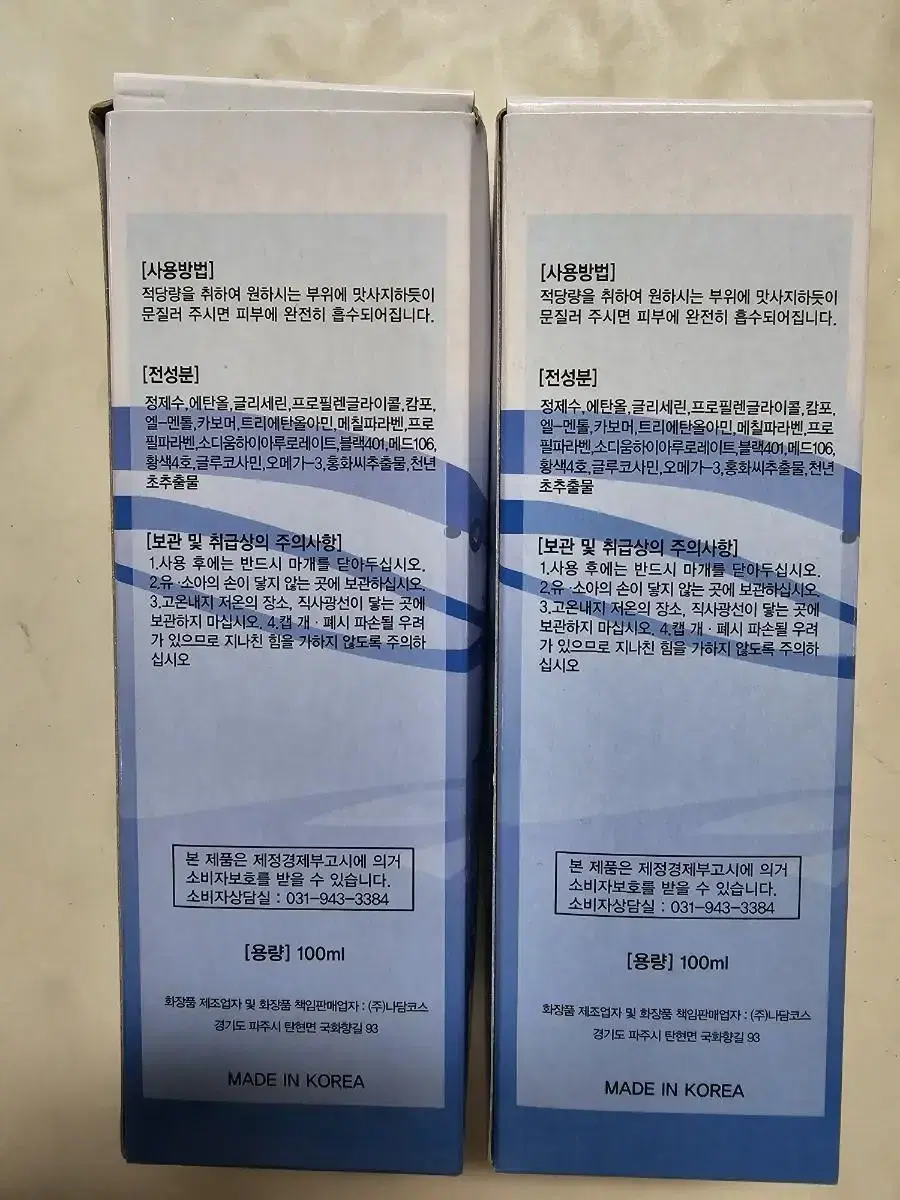 [사용방법]
적당량을 취하여 원하시는 부위에 맛사지하듯이
문질러 주시면 피부에 완전히 흡수되어집니다.
[전성분]
정제수,에탄올,글리세린,프로필렌글라이콜,캄포,
엘-멘톨,카보머,트리에탄올아민,메칠파라벤,프로
필파라벤,소디움하이아루로레이트,블랙401,메드106,
황색4호,글루코사민,오메가-3,홍화씨추출물,천년
초추출물
[보관 및 취급상의 주의사항]
1.사용 후에는 반드시 마개를 닫아두십시오.
2.유·소아의 손이 닿지 않는 곳에 보관하십시오.
3.고온내지 저온의 장소, 직사광선이 닿는 곳에
보관하지 마십시오. 4.캡 개·폐시 파손될 우려
가 있으므로 지나친 힘을 가하지 않도록 주의하
십시오
본 제품은 제정경제부고시에 의거
소비자보호를 받을 수 있습니다.
소비자상담실 : 031-943-3384
[용량] 100ml
화장품 제조업자 및 화장품 책임판매업자 : (주)나담코스
경기도 파주시 탄현면 국화향길 93
MADE IN KOREA
[사용방법]
적당량을 취하여 원하시는 부위에 맛사지하듯이
문질러 주시면 피부에 완전히 흡수되어집니다.
[전성분]
정제수,에탄올,글리세린,프로필렌글라이콜,캄포,
엘-멘톨,카보머,트리에탄올아민,메칠파라벤,프로
필파라벤,소디움하이아루로레이트,블랙401,메드106,
황색4호,글루코사민,오메가-3,홍화씨추출물,천년
초추출물
[보관 및 취급상의 주의사항]
1.사용 후에는 반드시 마개를 닫아두십시오.
2.유·소아의 손이 닿지 않는 곳에 보관하십시오.
3.고온내지 저온의 장소, 직사광선이 닿는 곳에
보관하지 마십시오. 4.캡 개·폐시 파손될 우려
가 있으므로 지나친 힘을 가하지 않도록 주의하
십시오
본 제품은 제정경제부고시에 의거
소비자보호를 받을 수 있습니다.
소비자상담실 : 031-943-3384
[용량] 100ml
화장품 제조업자 및 화장품 책임판매업자 : (주)나담코스
경기도 파주시 탄현면 국화향길 93
MADE IN KOREA